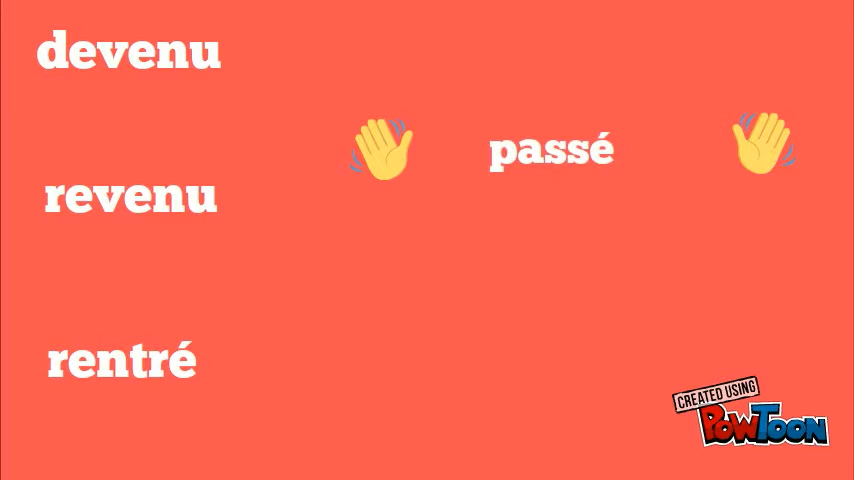 devenu
passé
revenu
rentré
CREATED USING
POWTOON